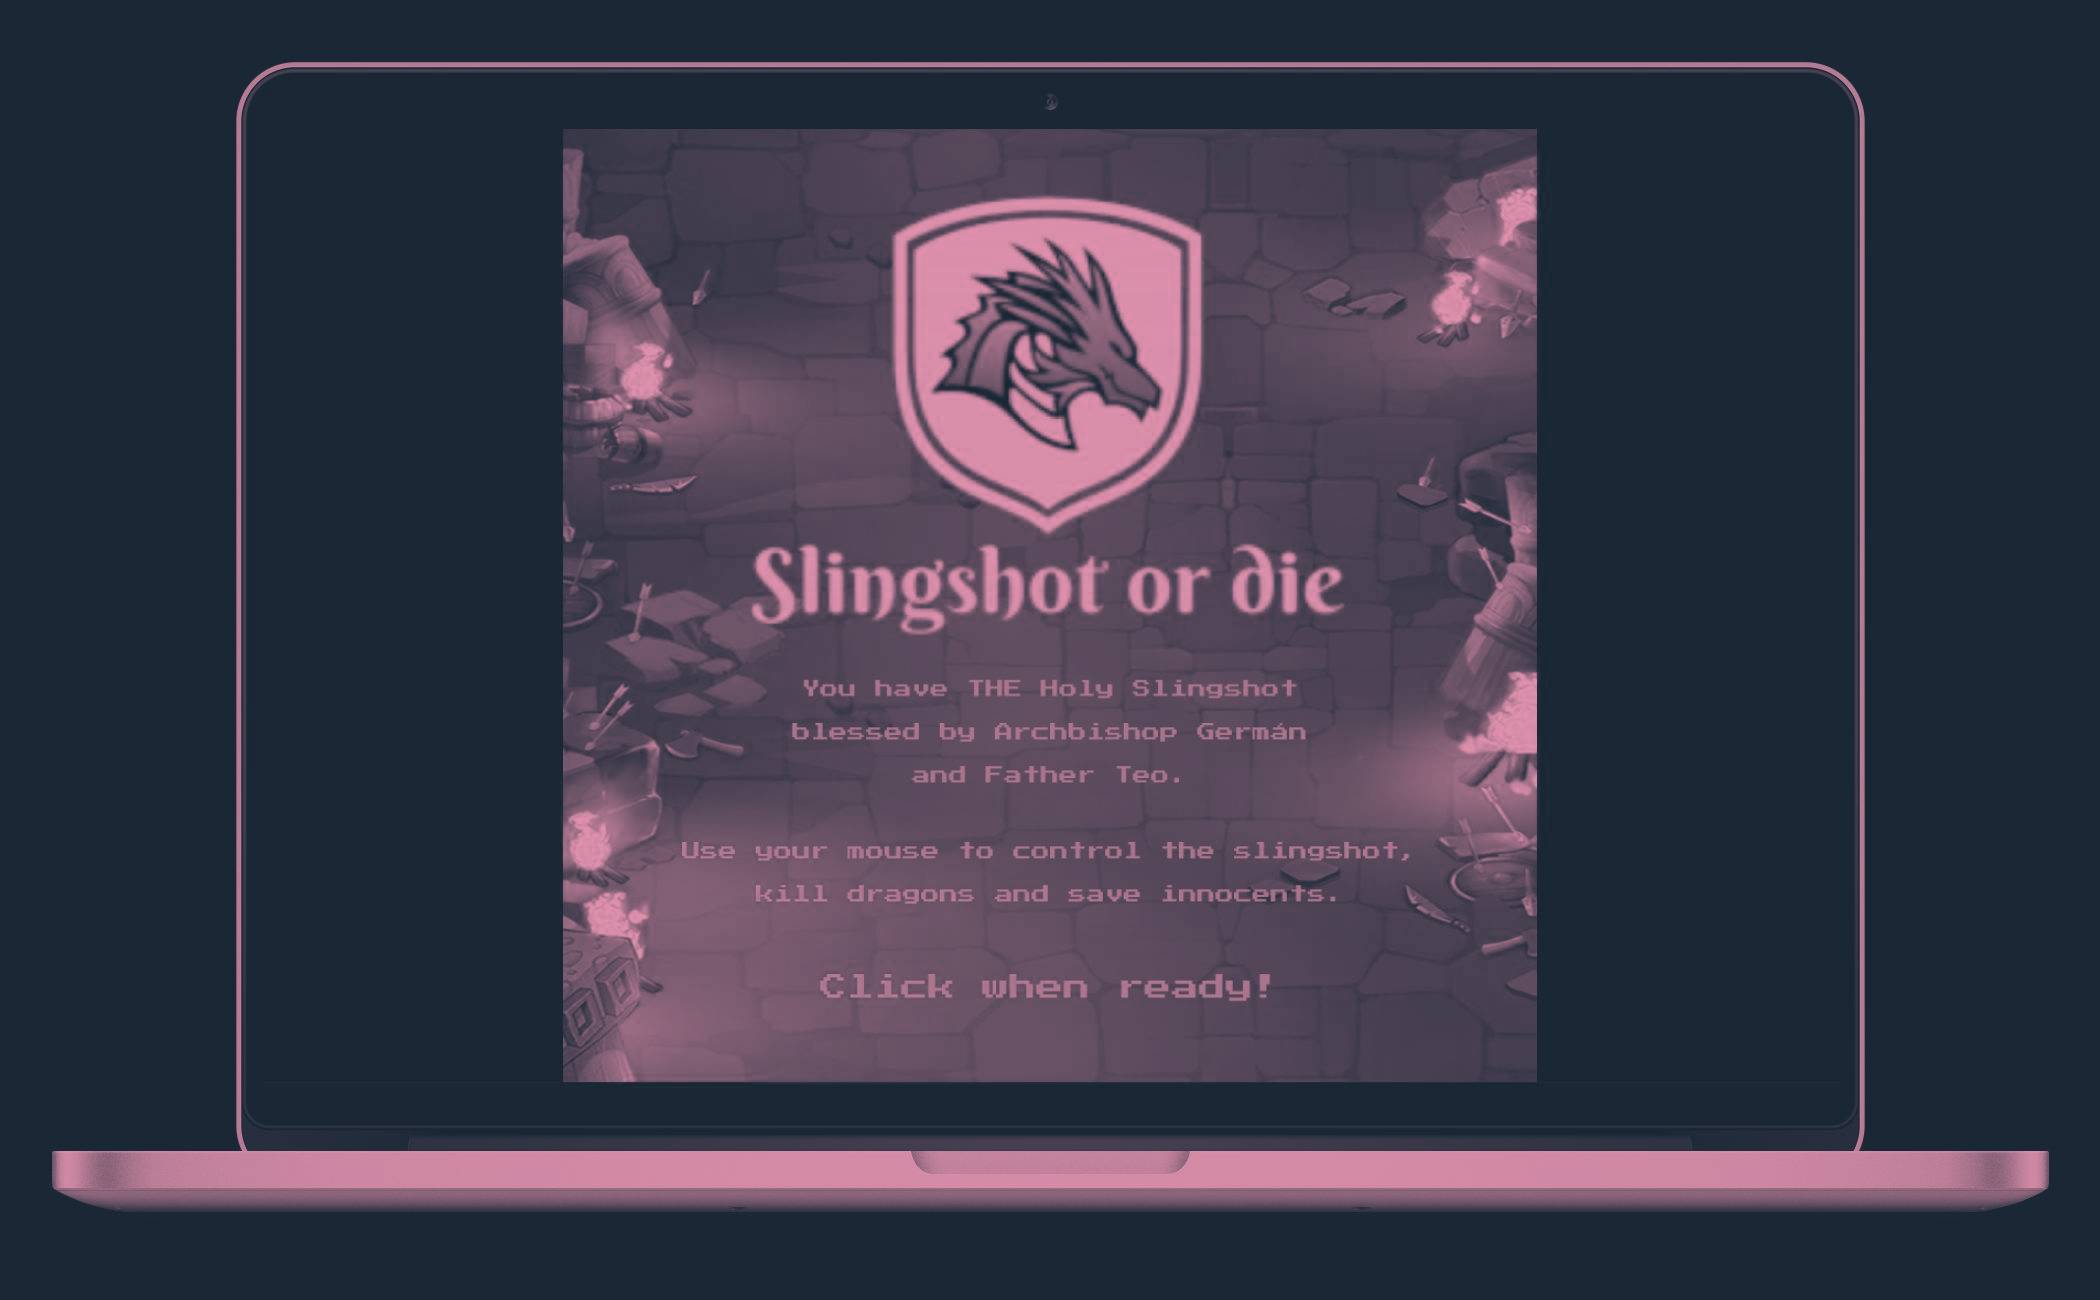 Slingshot or die
You have THE Holy Slingshot
blessed by Archbishop Germán
and Father Teo.
Use your mouse to control the slingshot,
kill dragons and save innocents.
Click when ready!